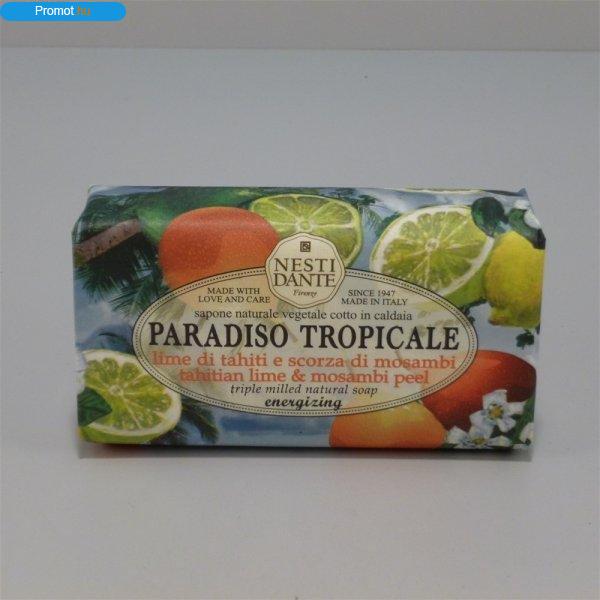 Promot.hu
NESTI
DANTE
Firenze
MADE WITH
LOVE AND CARE
SINCE 1947
MADE IN ITALY
sapone naturale vegetale cotto in caldaia
PARADISO TROPICALE
lime di tahiti e scorza di mosambi
tahitian lime & mosambi peel
triple milled natural soap
energizing